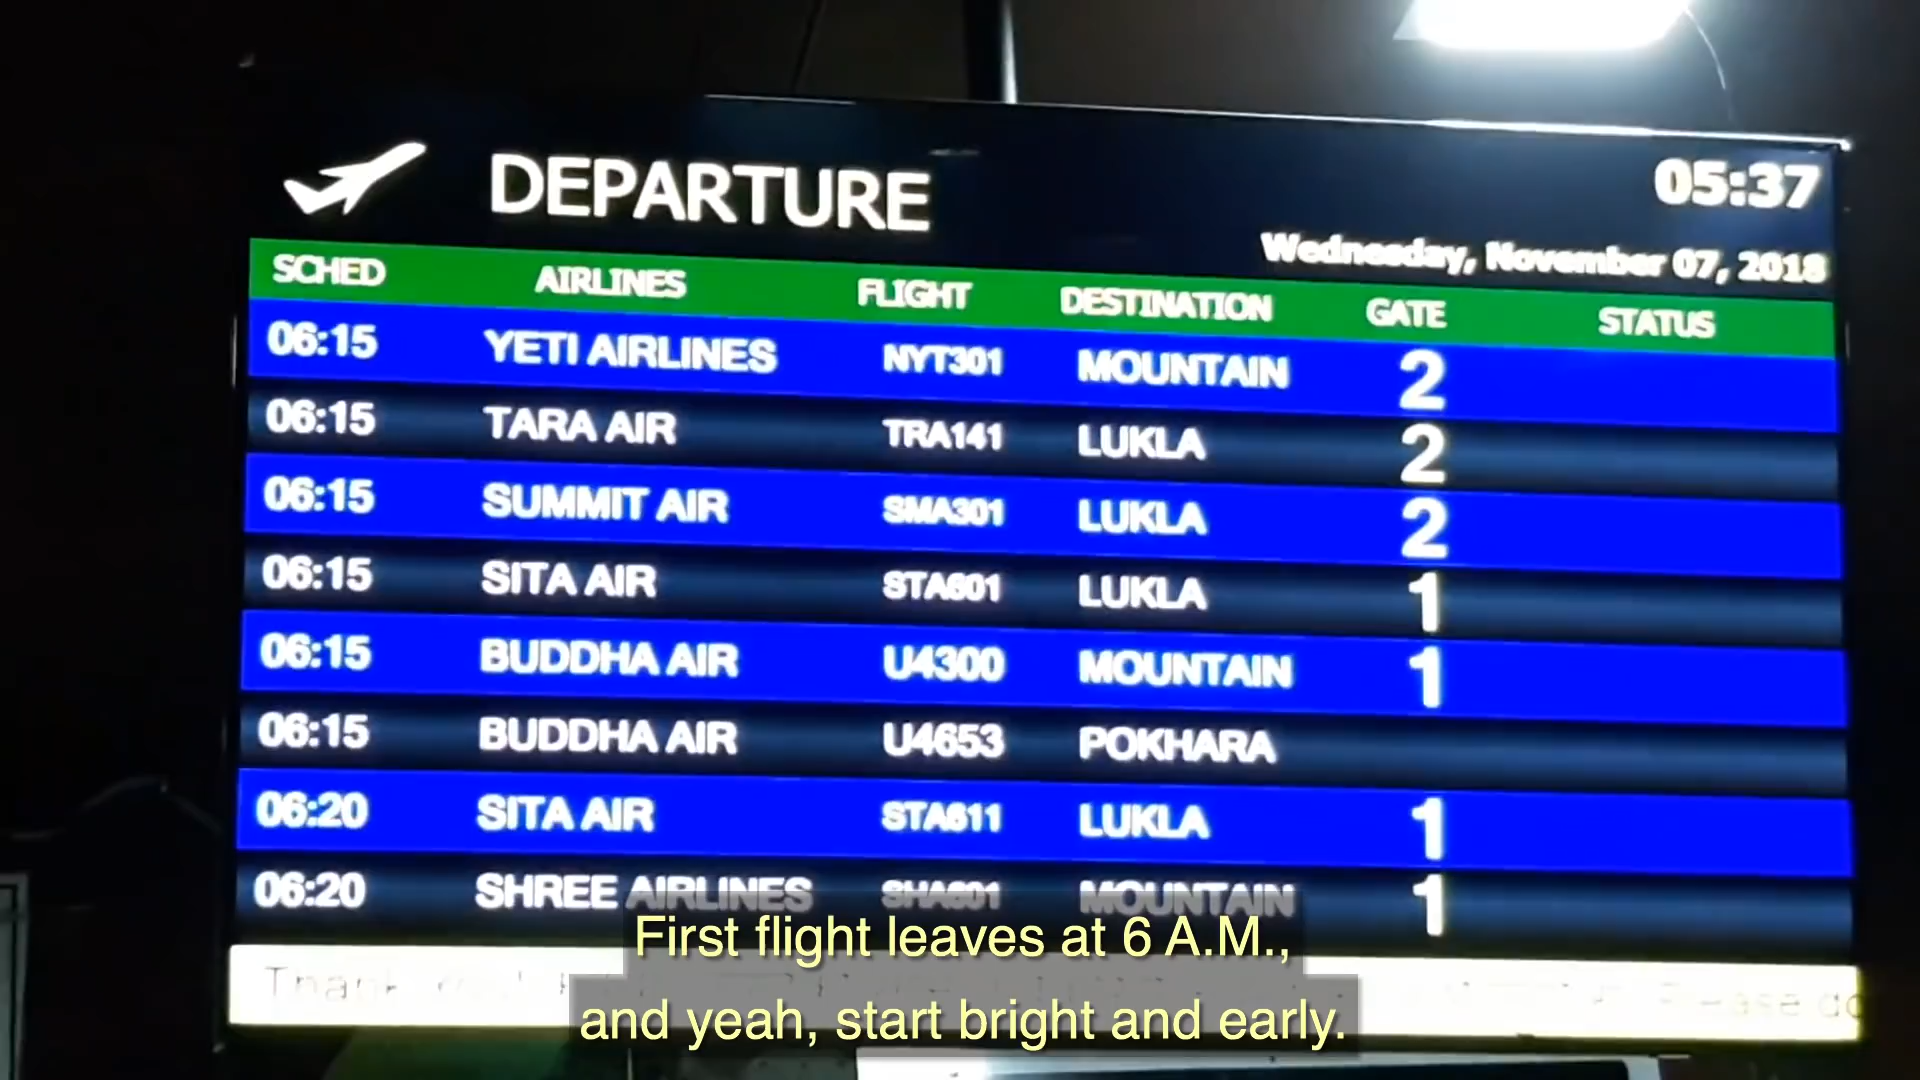 DEPARTURE
05:37
Wednesday, November 07, 2018
SCHED AIRLINES FLIGHT DESTINATION GATE STATUS
06:15 YETI AIRLINES NYT301 MOUNTAIN 2
06:15 TARA AIR TRA141 LUKLA 2
06:15 SUMMIT AIR SMA301 LUKLA 2
06:15 SITA AIR STA601 LUKLA 1
06:15 BUDDHA AIR U4300 MOUNTAIN 1
06:15 BUDDHA AIR U4653 POKHARA
06:20 SITA AIR STA611 LUKLA 1
06:20 SHREE AIRLINES SHA601 MOUNTAIN 1
First flight leaves at 6 A.M.,
and yeah, start bright and early.
Thank Please do